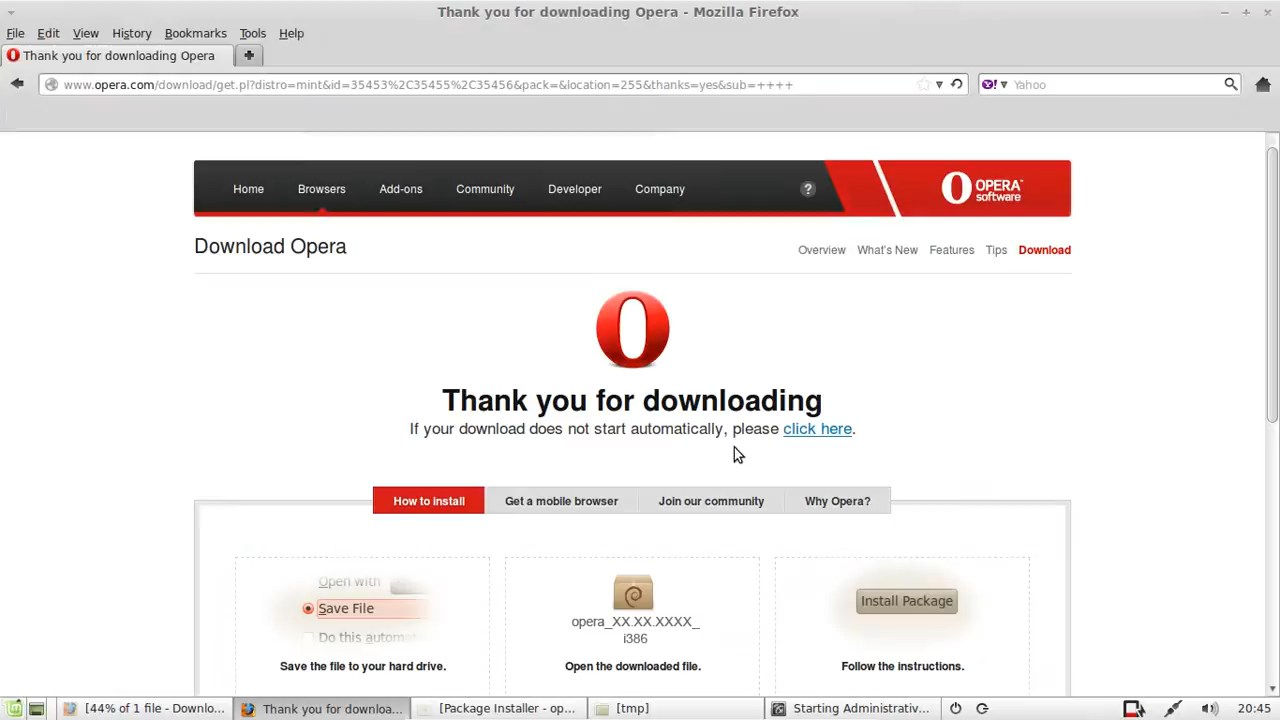 Thank you for downloading Opera - Mozilla Firefox
File Edit View History Bookmarks Tools Help
Thank you for downloading Opera
www.opera.com/download/get.pl?distro=mint&id=35453%2C35455%2C35456&pack=&location=255&thanks=yes&sub=++++
Yahoo
Home Browsers Add-ons Community Developer Company ? OPERA software
Download Opera
Overview What's New Features Tips Download
Thank you for downloading
If your download does not start automatically, please click here.
How to install Get a mobile browser Join our community Why Opera?
Open with
Save File
Do this automat
Save the file to your hard drive.
opera_XX.XX.XXXX_
i386
Open the downloaded file.
Install Package
Follow the instructions.
[44% of 1 file - Downlo... Thank you for downloa... [Package Installer - op... [tmp] Starting Administrativ... 20:45